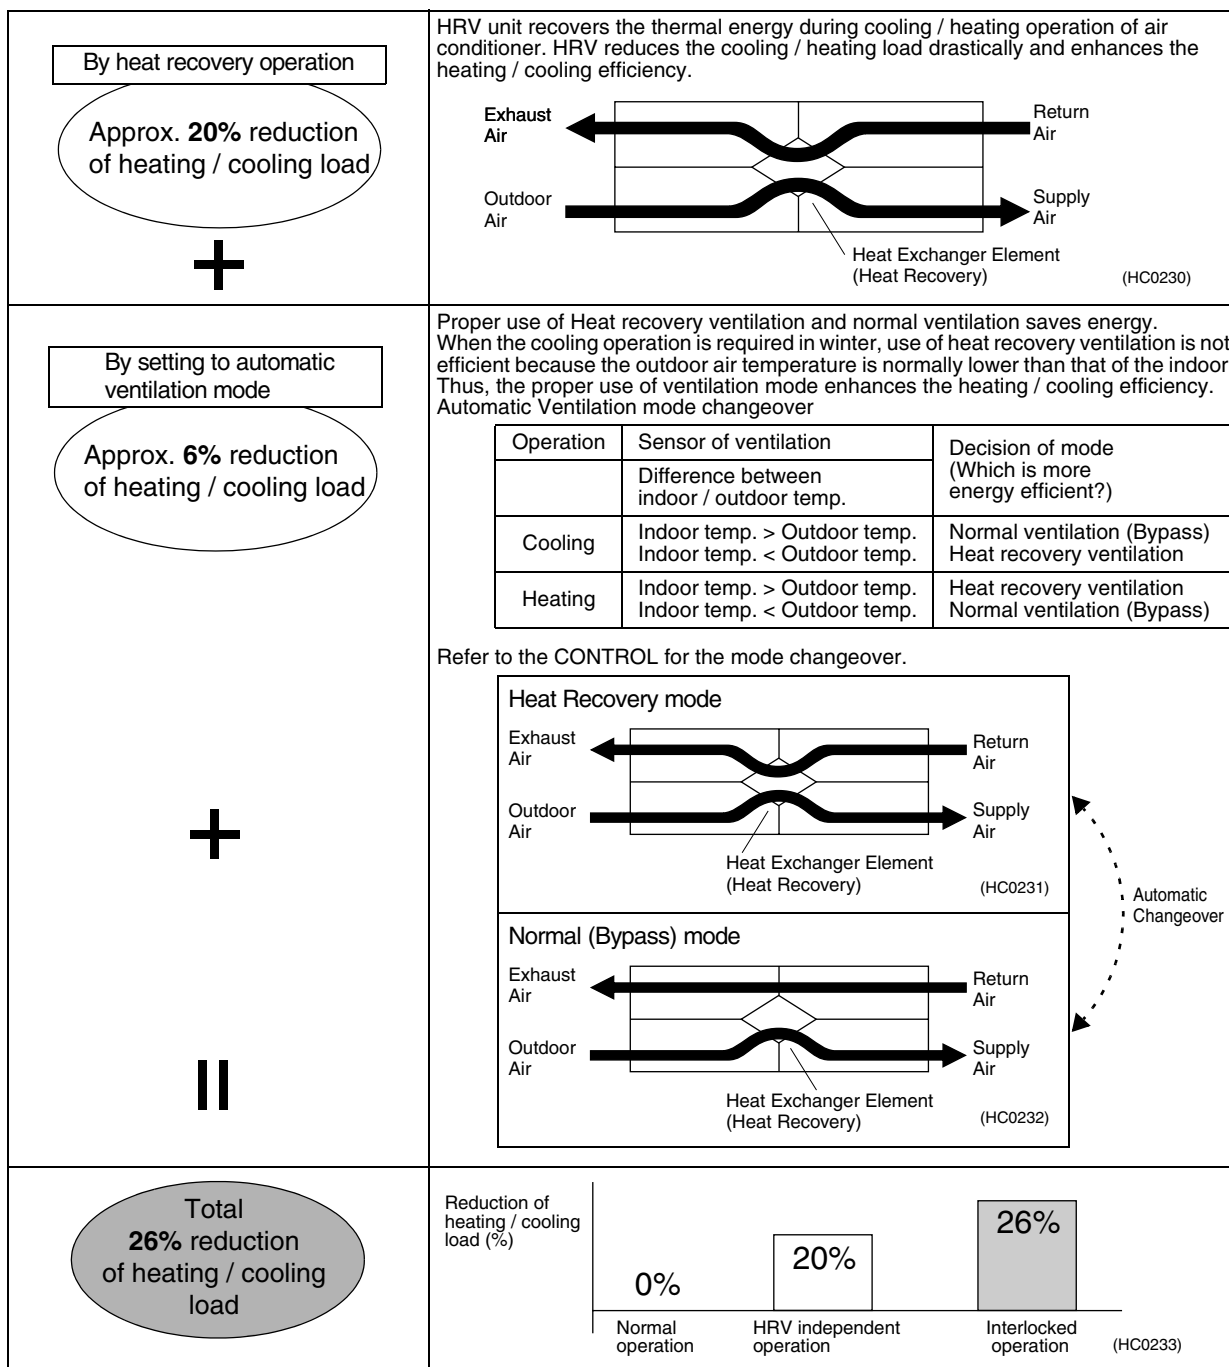 By heat recovery operation
Approx. 20% reduction
of heating / cooling load
+
HRV unit recovers the thermal energy during cooling / heating operation of air
conditioner. HRV reduces the cooling / heating load drastically and enhances the
heating / cooling efficiency.
Exhaust
Air
Return
Air
Outdoor
Air
Supply
Air
Heat Exchanger Element
(Heat Recovery)
(HC0230)
By setting to automatic
ventilation mode
Approx. 6% reduction
of heating / cooling load
+
=
Proper use of Heat recovery ventilation and normal ventilation saves energy.
When the cooling operation is required in winter, use of heat recovery ventilation is not
efficient because the outdoor air temperature is normally lower than that of the indoor
Thus, the proper use of ventilation mode enhances the heating / cooling efficiency.
Automatic Ventilation mode changeover
Operation
Sensor of ventilation
Difference between
indoor / outdoor temp.
Decision of mode
(Which is more
energy efficient?)
Cooling
Indoor temp. > Outdoor temp.
Indoor temp. < Outdoor temp.
Normal ventilation (Bypass)
Heat recovery ventilation
Heating
Indoor temp. > Outdoor temp.
Indoor temp. < Outdoor temp.
Heat recovery ventilation
Normal ventilation (Bypass)
Refer to the CONTROL for the mode changeover.
Heat Recovery mode
Exhaust
Air
Return
Air
Outdoor
Air
Supply
Air
Heat Exchanger Element
(Heat Recovery)
(HC0231)
Automatic
Changeover
Normal (Bypass) mode
Exhaust
Air
Return
Air
Outdoor
Air
Supply
Air
Heat Exchanger Element
(Heat Recovery)
(HC0232)
Total
26% reduction
of heating / cooling
load
Reduction of
heating / cooling
load (%)
0%
20%
26%
Normal
operation
HRV independent
operation
Interlocked
operation
(HC0233)